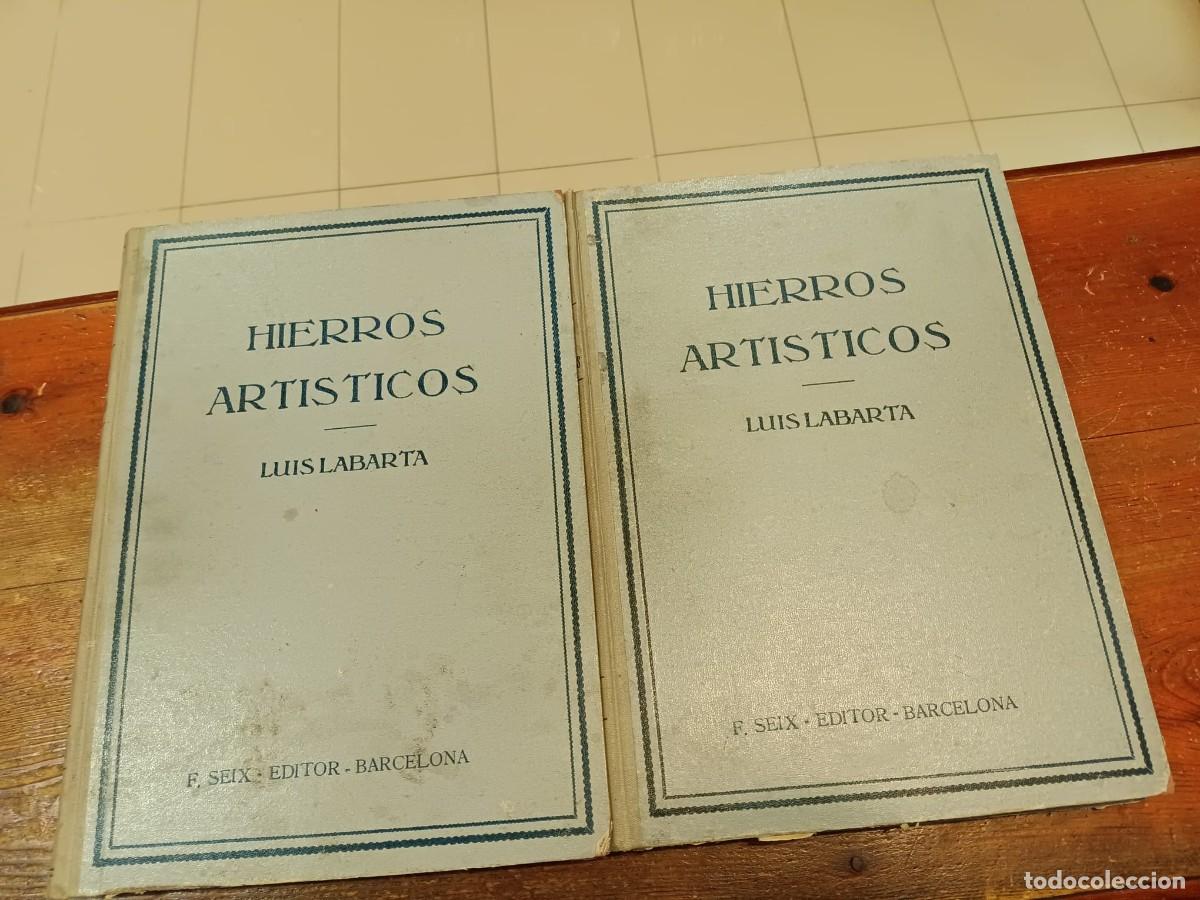 HIERROS
ARTISTICOS
LUIS LABARTA
F. SEIX - EDITOR - BARCELONA
HIERROS
ARTISTICOS
LUIS LABARTA
F. SEIX - EDITOR - BARCELONA
todocoleccion